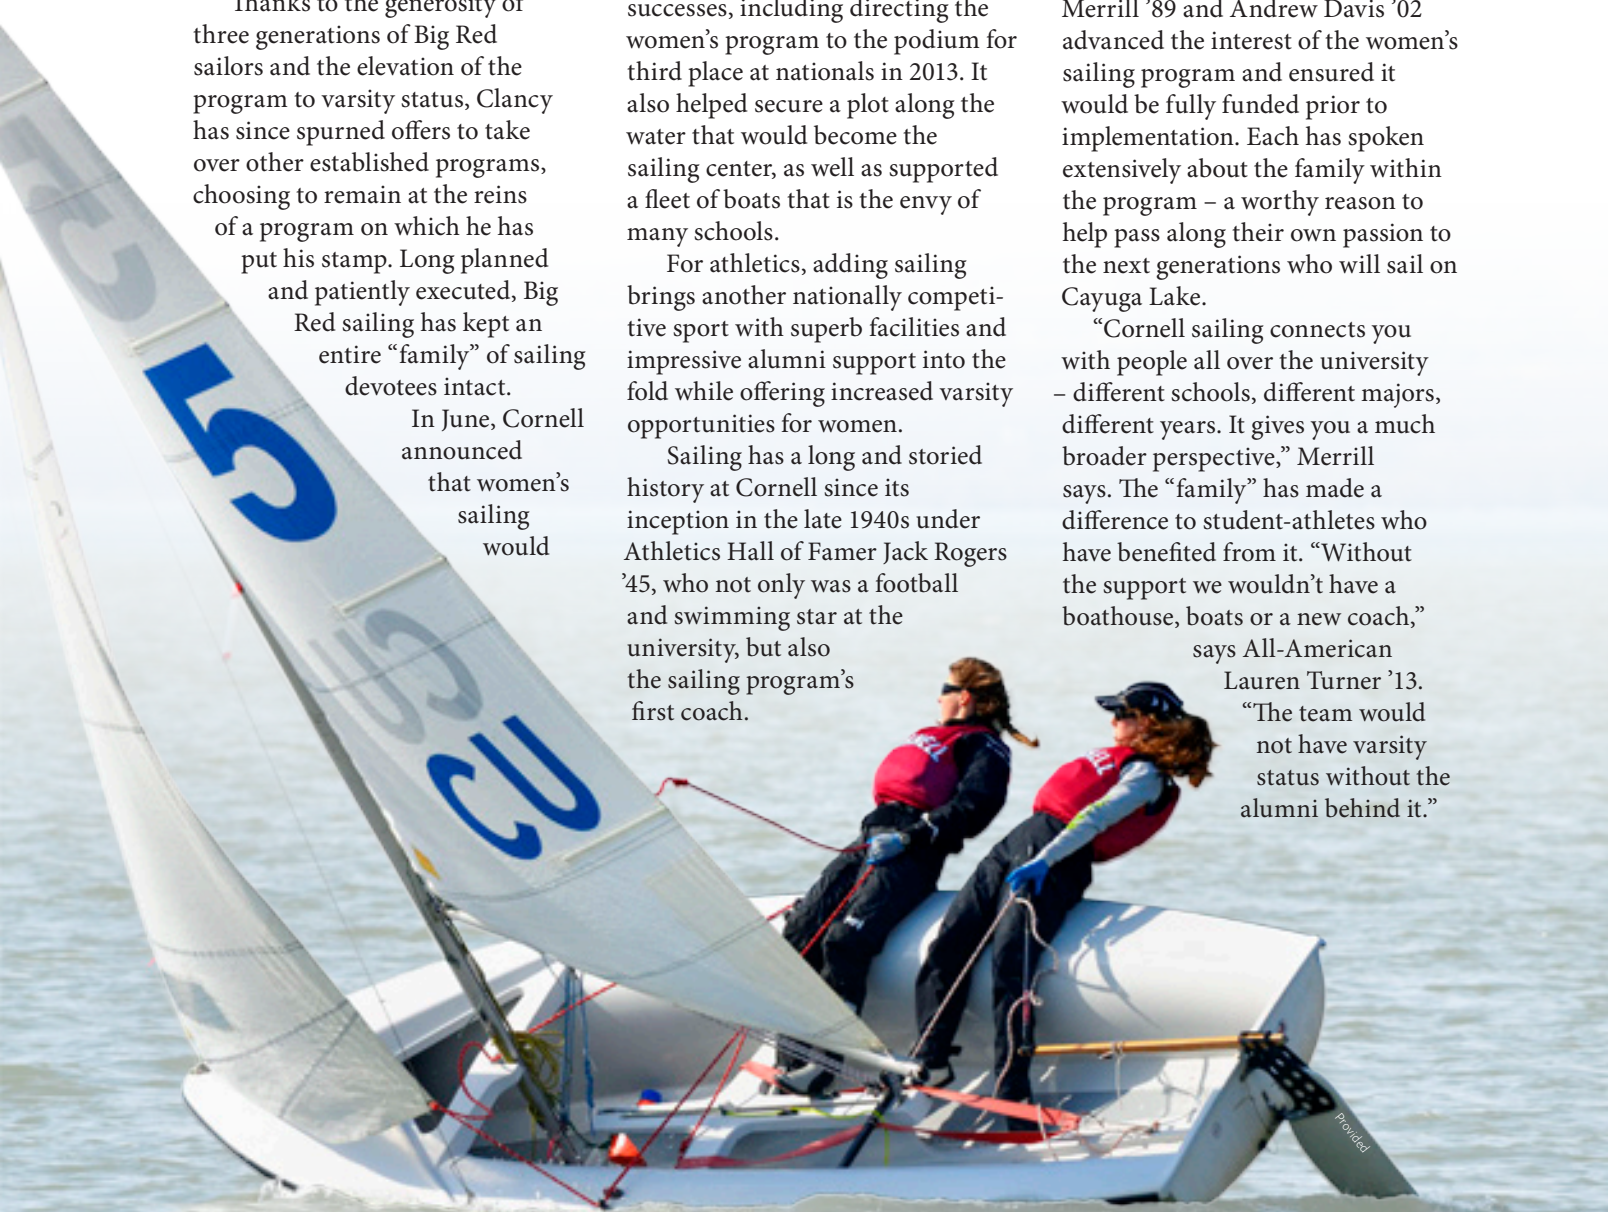 Thanks to the generosity of
three generations of Big Red
sailors and the elevation of the
program to varsity status, Clancy
has since spurned offers to take
over other established programs,
choosing to remain at the reins
of a program on which he has
put his stamp. Long planned
and patiently executed, Big
Red sailing has kept an
entire “family” of sailing
devotees intact.
In June, Cornell
announced
that women’s
sailing
would
successes, including directing the
women’s program to the podium for
third place at nationals in 2013. It
also helped secure a plot along the
water that would become the
sailing center, as well as supported
a fleet of boats that is the envy of
many schools.
For athletics, adding sailing
brings another nationally competi-
tive sport with superb facilities and
impressive alumni support into the
fold while offering increased varsity
opportunities for women.
Sailing has a long and storied
history at Cornell since its
inception in the late 1940s under
Athletics Hall of Famer Jack Rogers
’45, who not only was a football
and swimming star at the
university, but also
the sailing program’s
first coach.
Merrill ’89 and Andrew Davis ’02
advanced the interest of the women’s
sailing program and ensured it
would be fully funded prior to
implementation. Each has spoken
extensively about the family within
the program – a worthy reason to
help pass along their own passion to
the next generations who will sail on
Cayuga Lake.
“Cornell sailing connects you
with people all over the university
– different schools, different majors,
different years. It gives you a much
broader perspective,” Merrill
says. The “family” has made a
difference to student-athletes who
have benefited from it. “Without
the support we wouldn’t have a
boathouse, boats or a new coach,”
says All-American
Lauren Turner ’13.
“The team would
not have varsity
status without the
alumni behind it.”
5
CU
Provided